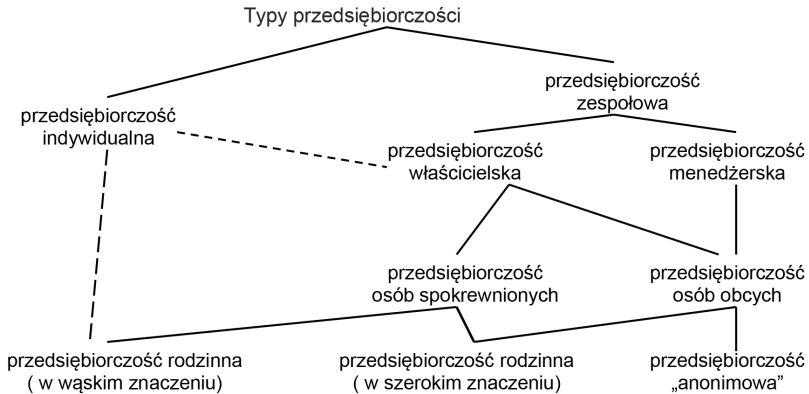 Typy przedsiębiorczości
przedsiębiorczość
zespołowa
przedsiębiorczość
indywidualna
przedsiębiorczość
właścicielska
przedsiębiorczość
menedżerska
przedsiębiorczość
osób spokrewnionych
przedsiębiorczość
osób obcych
przedsiębiorczość rodzinna
( w wąskim znaczeniu)
przedsiębiorczość rodzinna
( w szerokim znaczeniu)
przedsiębiorczość
„anonimowa”